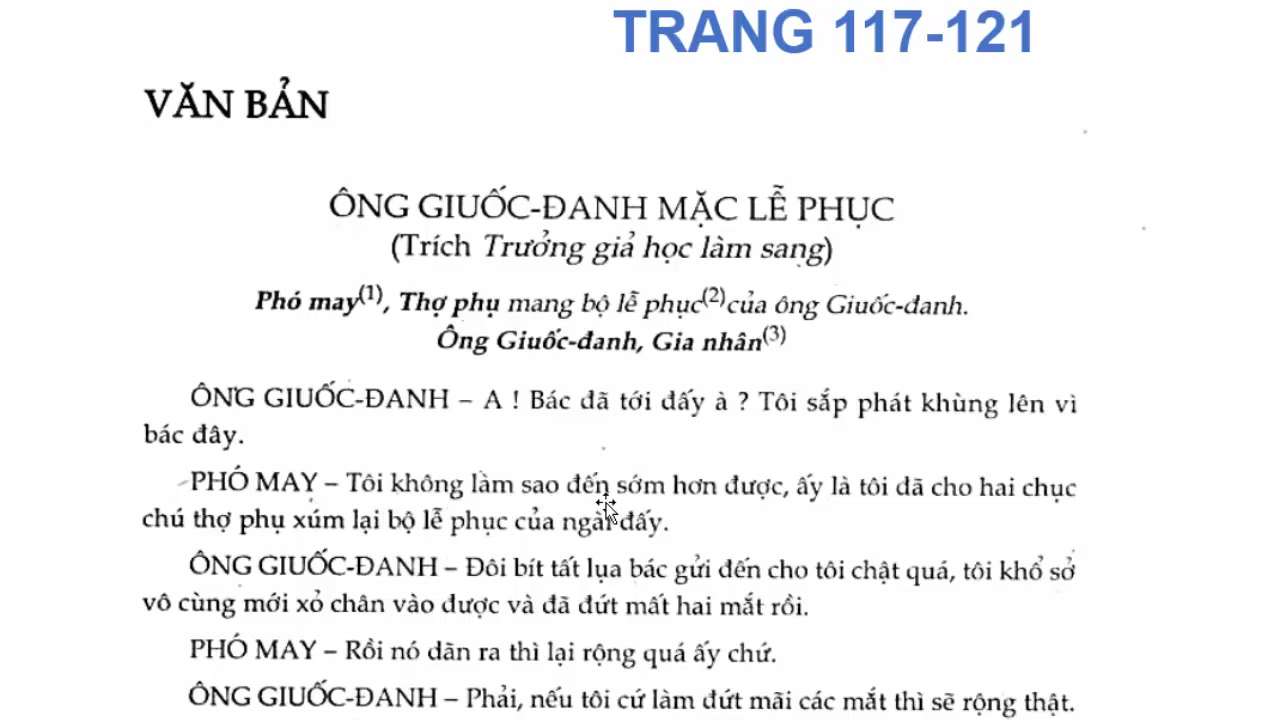 TRANG 117-121
VĂN BẢN
ÔNG GIUỐC-ĐANH MẶC LỄ PHỤC
(Trích Trưởng giả học làm sang)
Phó may(1), Thợ phụ mang bộ lễ phục(2) của ông Giuốc-đanh.
Ông Giuốc-đanh, Gia nhân(3)
ÔNG GIUỐC-ĐANH – A ! Bác đã tới đấy à ? Tôi sắp phát khùng lên vì
bác đây.
PHÓ MAY – Tôi không làm sao đến sớm hơn được, ấy là tôi đã cho hai chục
chú thợ phụ xúm lại bộ lễ phục của ngài đấy.
ÔNG GIUỐC-ĐANH – Đôi bít tất lụa bác gửi đến cho tôi chật quá, tôi khổ sở
vô cùng mới xỏ chân vào được và đã đứt mất hai mắt rồi.
PHÓ MAY – Rồi nó dãn ra thì lại rộng quá ấy chứ.
ÔNG GIUỐC-ĐANH – Phải, nếu tôi cứ làm đứt mãi các mắt thì sẽ rộng thật.